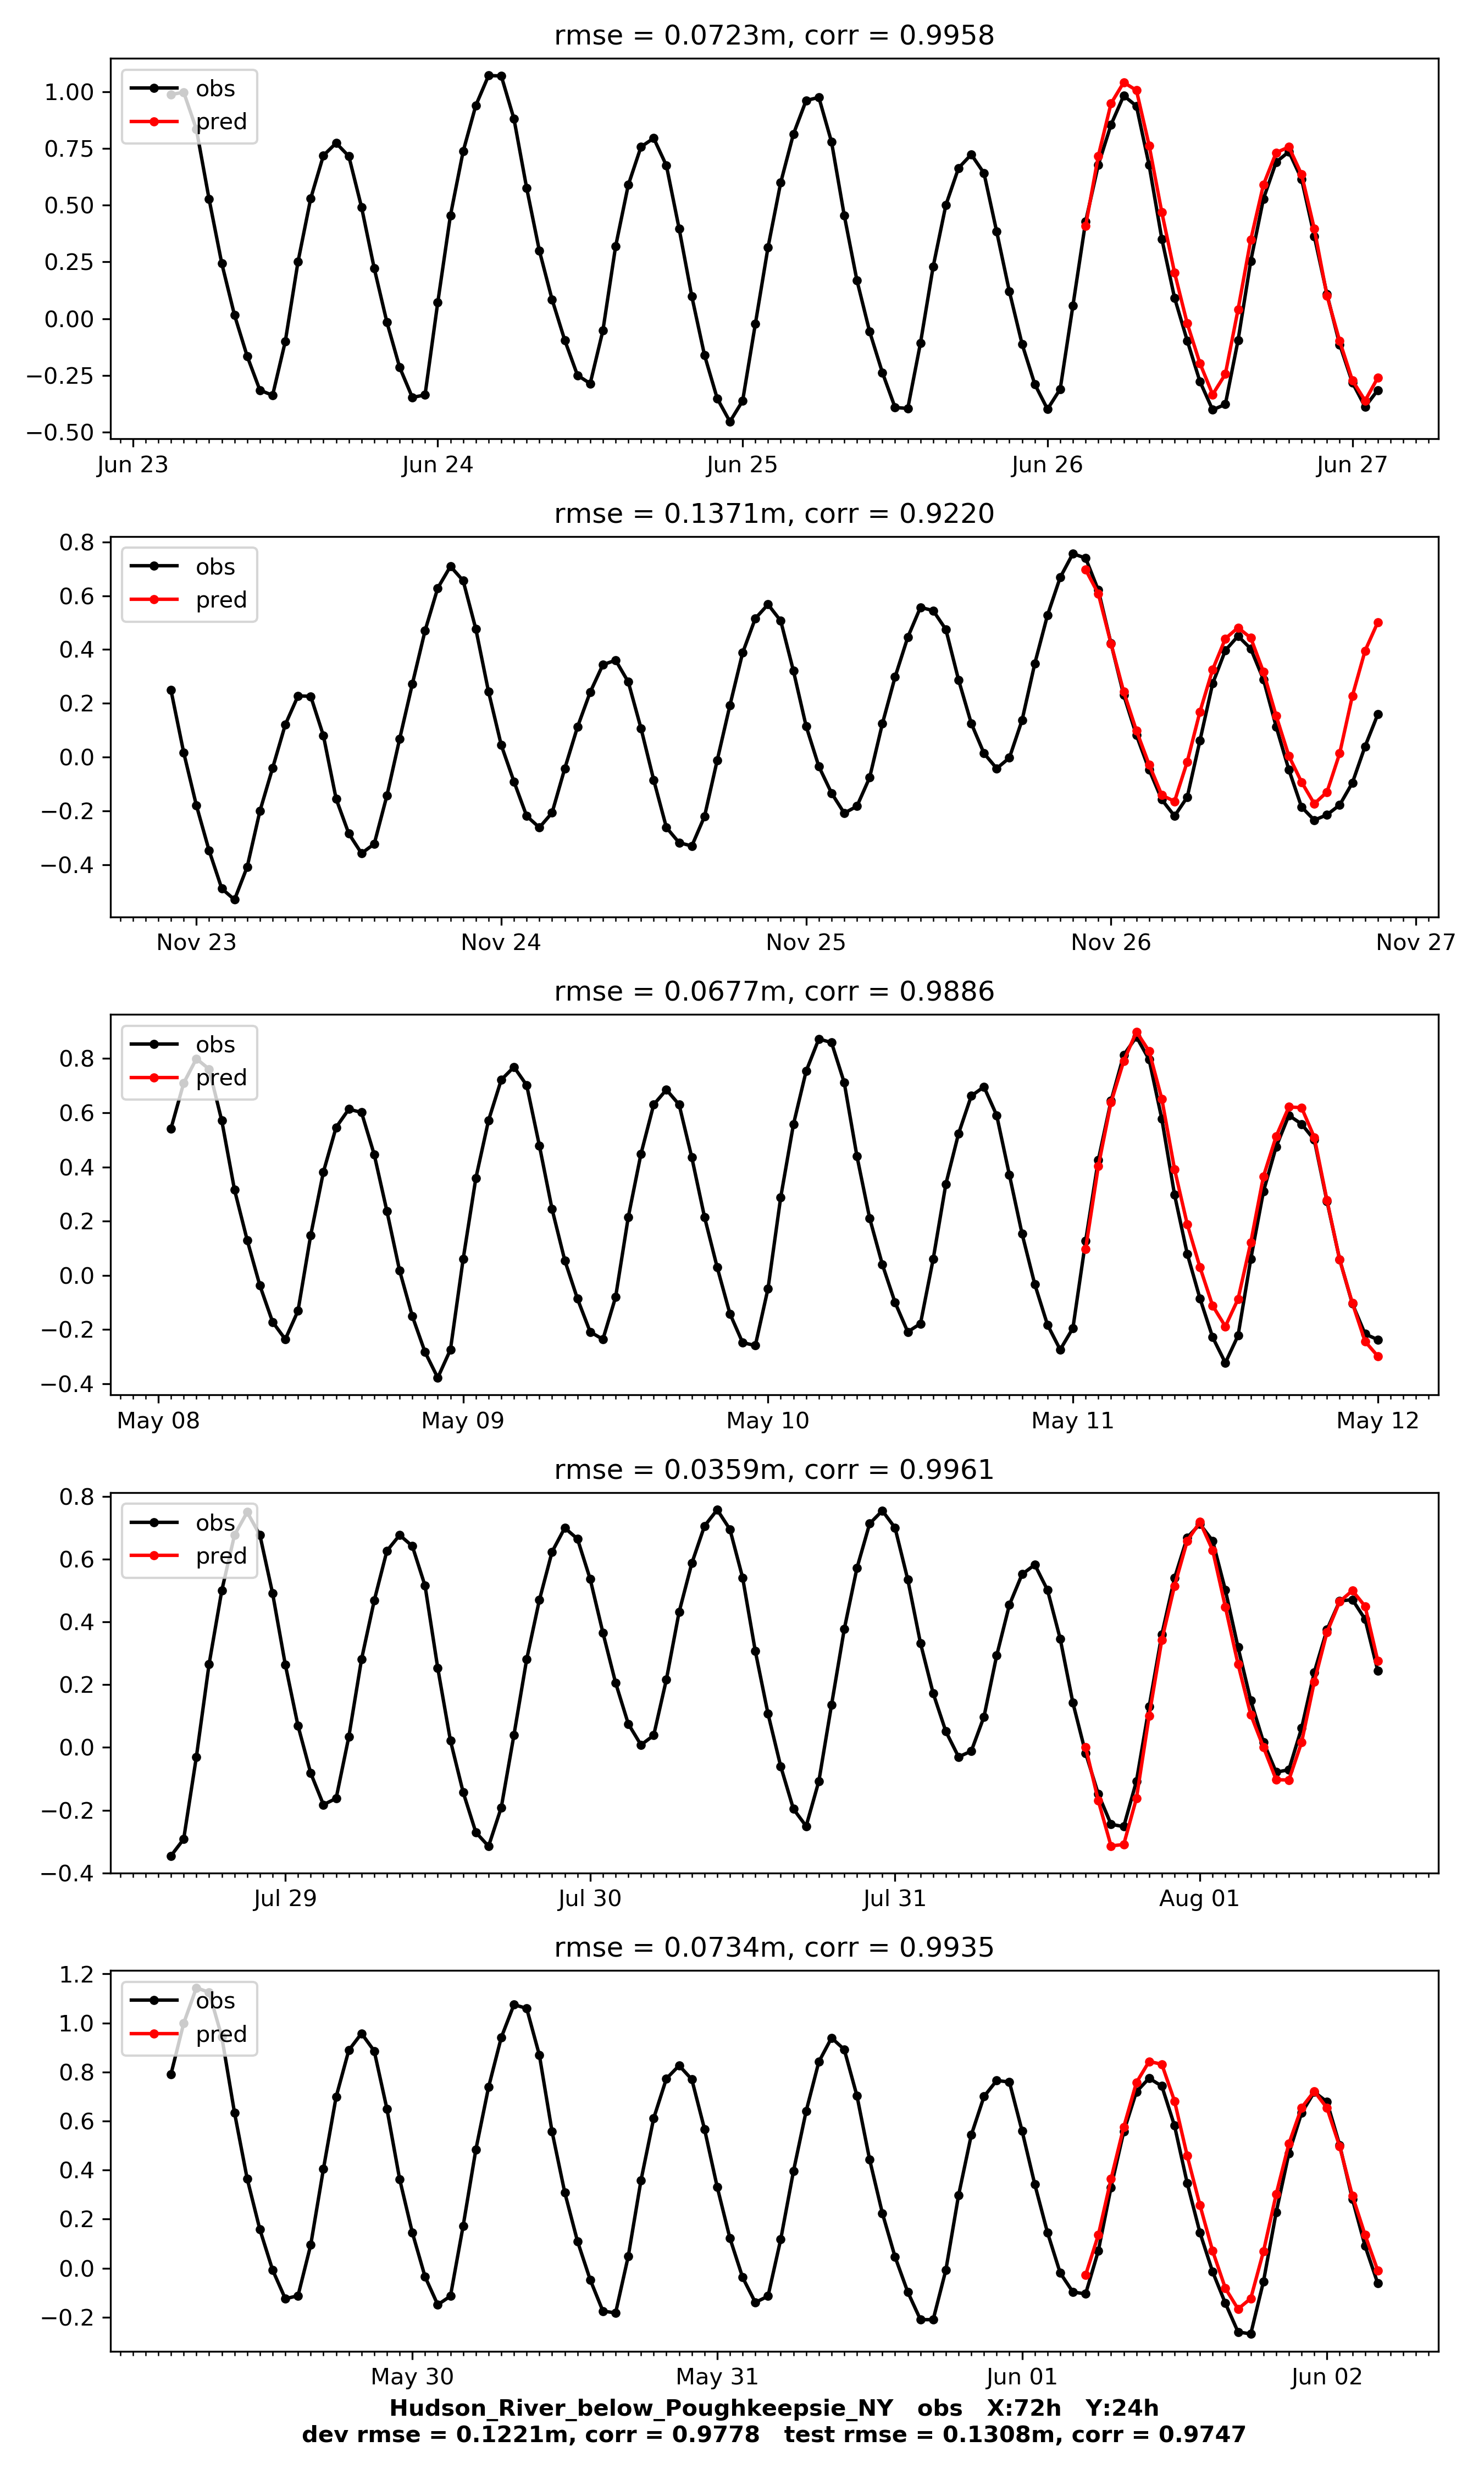 rmse = 0.0723m, corr = 0.9958
obs
pred
1.00
0.75
0.50
0.25
0.00
−0.25
−0.50
Jun 23 Jun 24 Jun 25 Jun 26 Jun 27
rmse = 0.1371m, corr = 0.9220
obs
pred
0.8
0.6
0.4
0.2
0.0
−0.2
−0.4
Nov 23 Nov 24 Nov 25 Nov 26 Nov 27
rmse = 0.0677m, corr = 0.9886
obs
pred
0.8
0.6
0.4
0.2
0.0
−0.2
−0.4
May 08 May 09 May 10 May 11 May 12
rmse = 0.0359m, corr = 0.9961
obs
pred
0.8
0.6
0.4
0.2
0.0
−0.2
−0.4
Jul 29 Jul 30 Jul 31 Aug 01
rmse = 0.0734m, corr = 0.9935
obs
pred
1.2
1.0
0.8
0.6
0.4
0.2
0.0
−0.2
May 30 May 31 Jun 01 Jun 02
Hudson_River_below_Poughkeepsie_NY obs X:72h Y:24h
dev rmse = 0.1221m, corr = 0.9778 test rmse = 0.1308m, corr = 0.9747